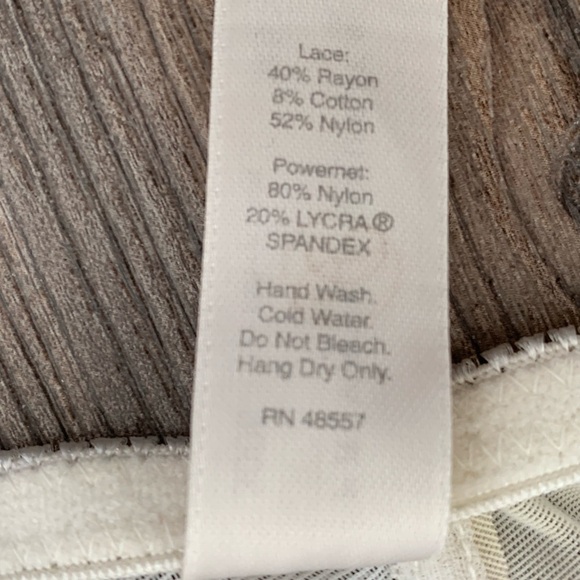 Lace:
40% Rayon
8% Cotton
52% Nylon
Powernet:
80% Nylon
20% LYCRA®
SPANDEX
Hand Wash.
Cold Water.
Do Not Bleach.
Hang Dry Only.
RN 48557